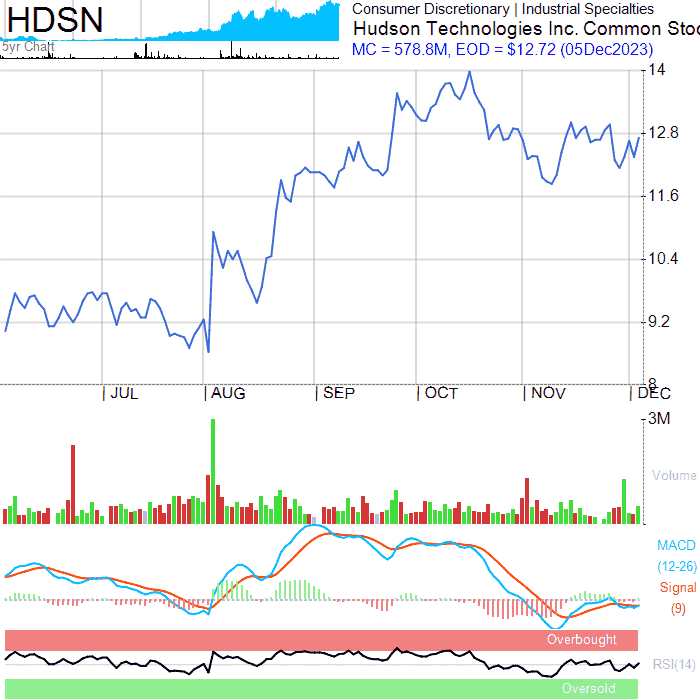 HDSN
5yr Chart
Consumer Discretionary | Industrial Specialties
Hudson Technologies Inc. Common Stoc
MC = 578.8M, EOD = $12.72 (05Dec2023)
14
12.8
11.6
10.4
9.2
8
JUL
AUG
SEP
OCT
NOV
DEC
3M
Volume
MACD
(12-26)
Signal
(9)
Overbought
RSI(14)
Oversold